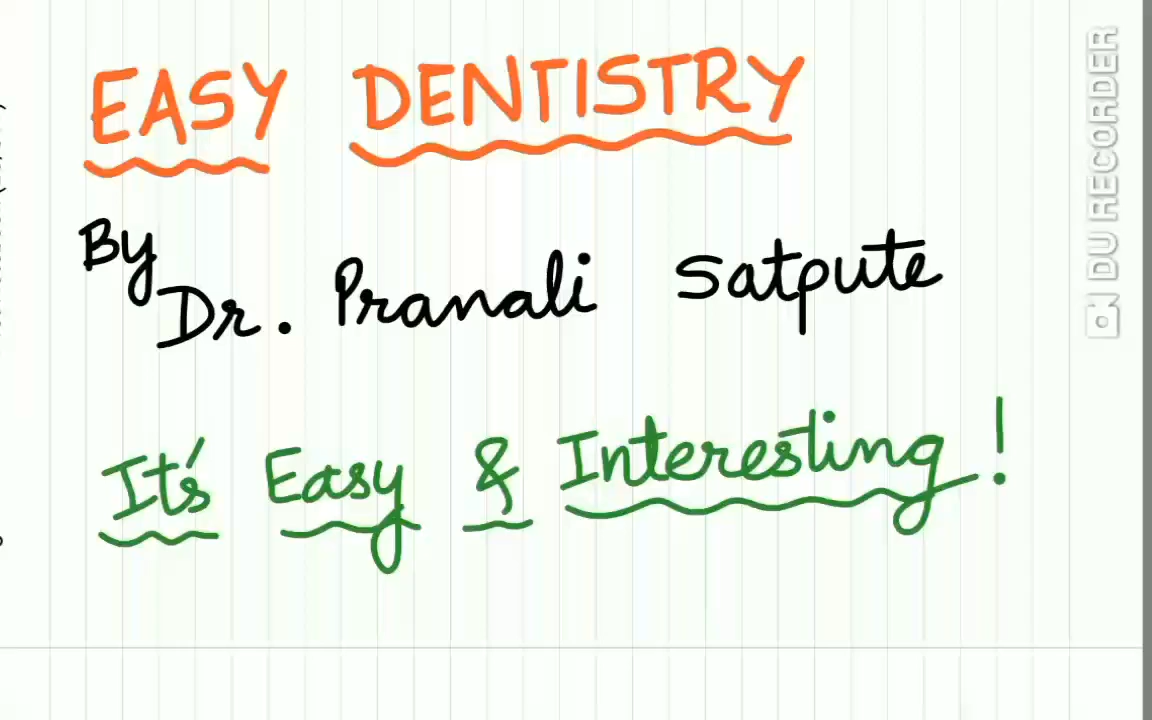 EASY DENTISTRY
By
Dr. Pranali Satpute
It's Easy & Interesting!
DU RECORDER